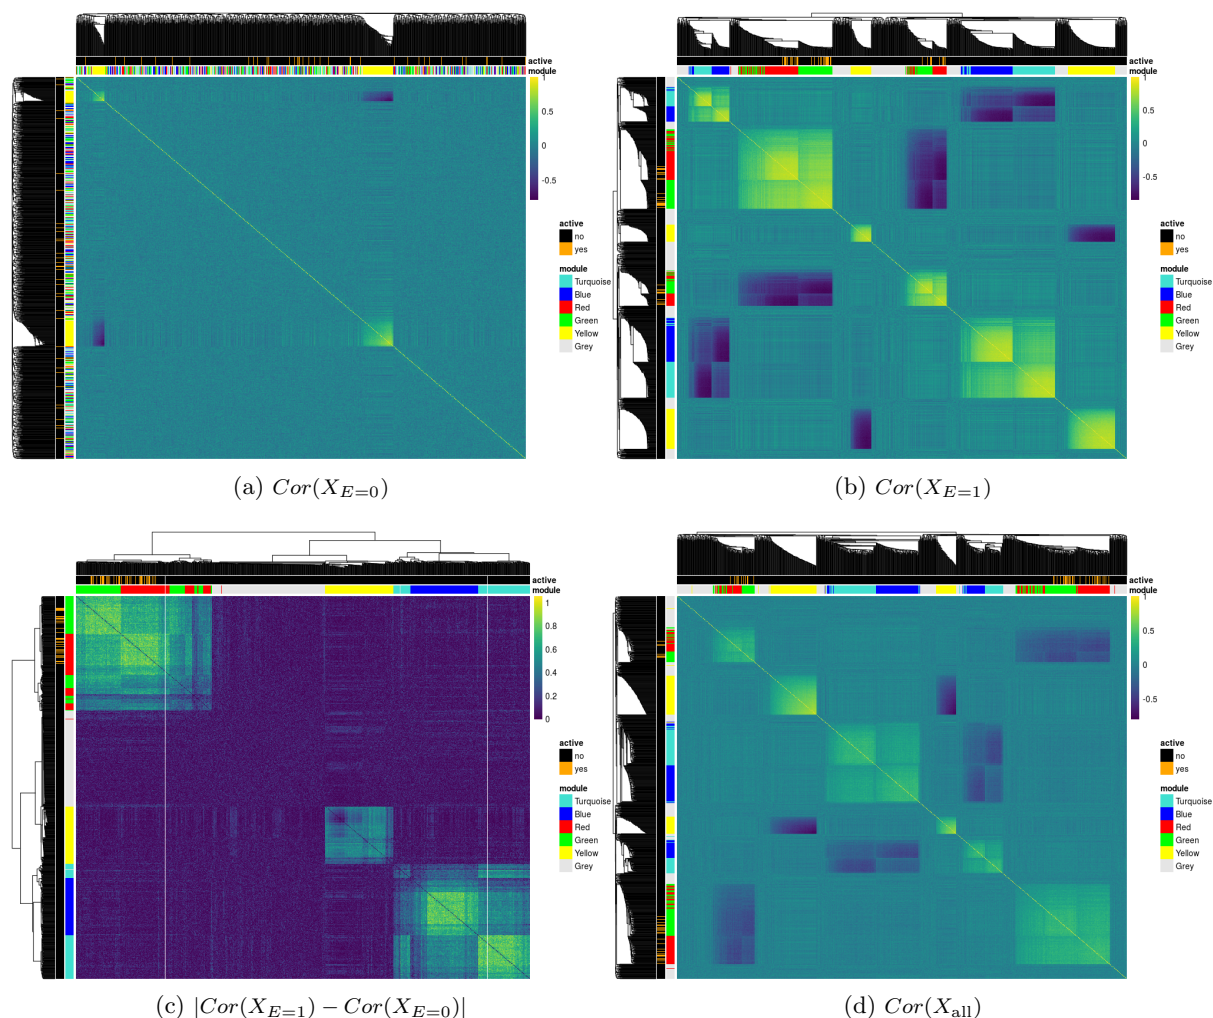 active
module
1
0.5
0
-0.5
active
no
yes
module
Turquoise
Blue
Red
Green
Yellow
Grey
(a) Cor(X_{E=0})
active
module
1
0.5
0
-0.5
active
no
yes
module
Turquoise
Blue
Red
Green
Yellow
Grey
(b) Cor(X_{E=1})
active
module
1
0.8
0.6
0.4
0.2
0
active
no
yes
module
Turquoise
Blue
Red
Green
Yellow
Grey
(c) |Cor(X_{E=1}) − Cor(X_{E=0})|
active
module
1
0.5
0
-0.5
active
no
yes
module
Turquoise
Blue
Red
Green
Yellow
Grey
(d) Cor(X_{all})